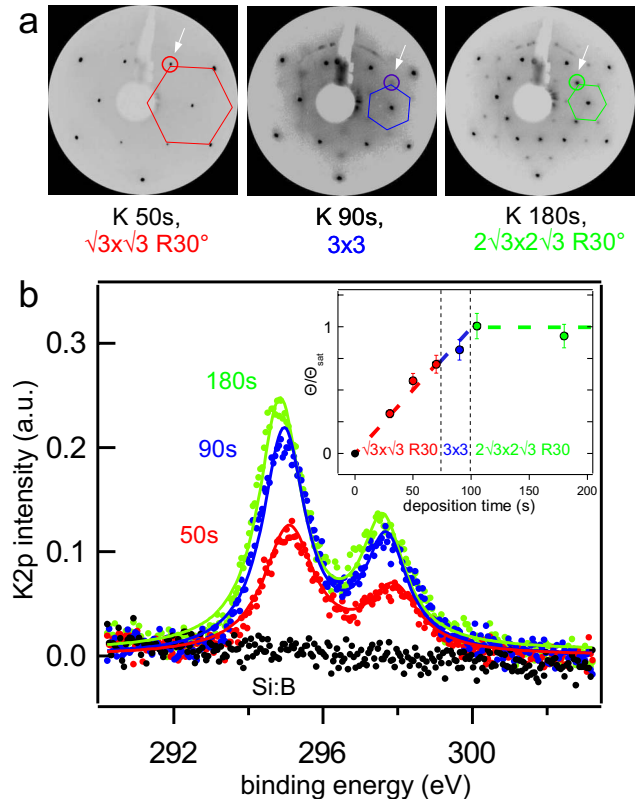 a
K 50s,
√3x√3 R30°
K 90s,
3x3
K 180s,
2√3x2√3 R30°
b
K2p intensity (a.u.)
0.3
0.2
0.1
0.0
180s
90s
50s
Si:B
292
296
300
binding energy (eV)
Θ/Θsat
1
0
√3x√3 R30
3x3
2√3x2√3 R30
0
50
100
150
200
deposition time (s)